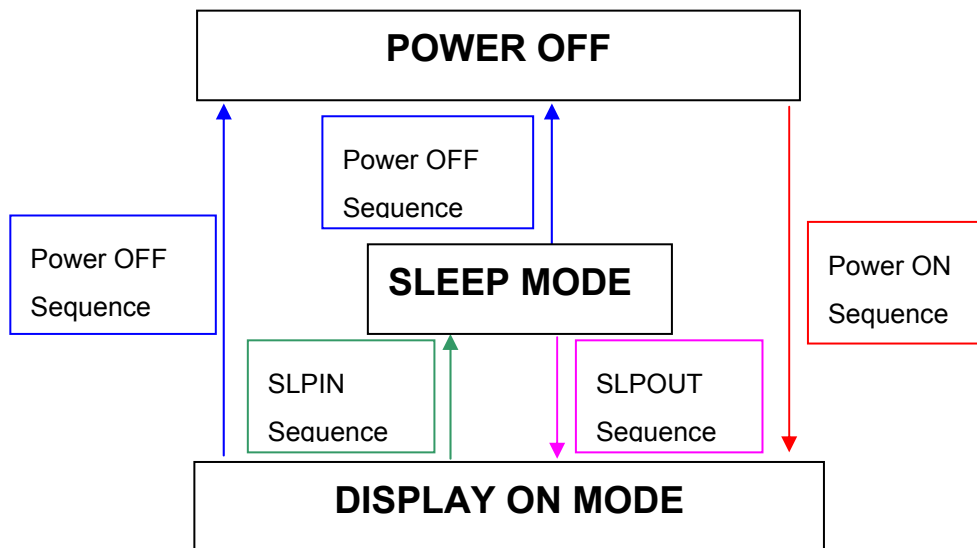 POWER OFF
Power OFF
Sequence
Power OFF
Sequence
SLEEP MODE
Power ON
Sequence
SLPIN
Sequence
SLPOUT
Sequence
DISPLAY ON MODE